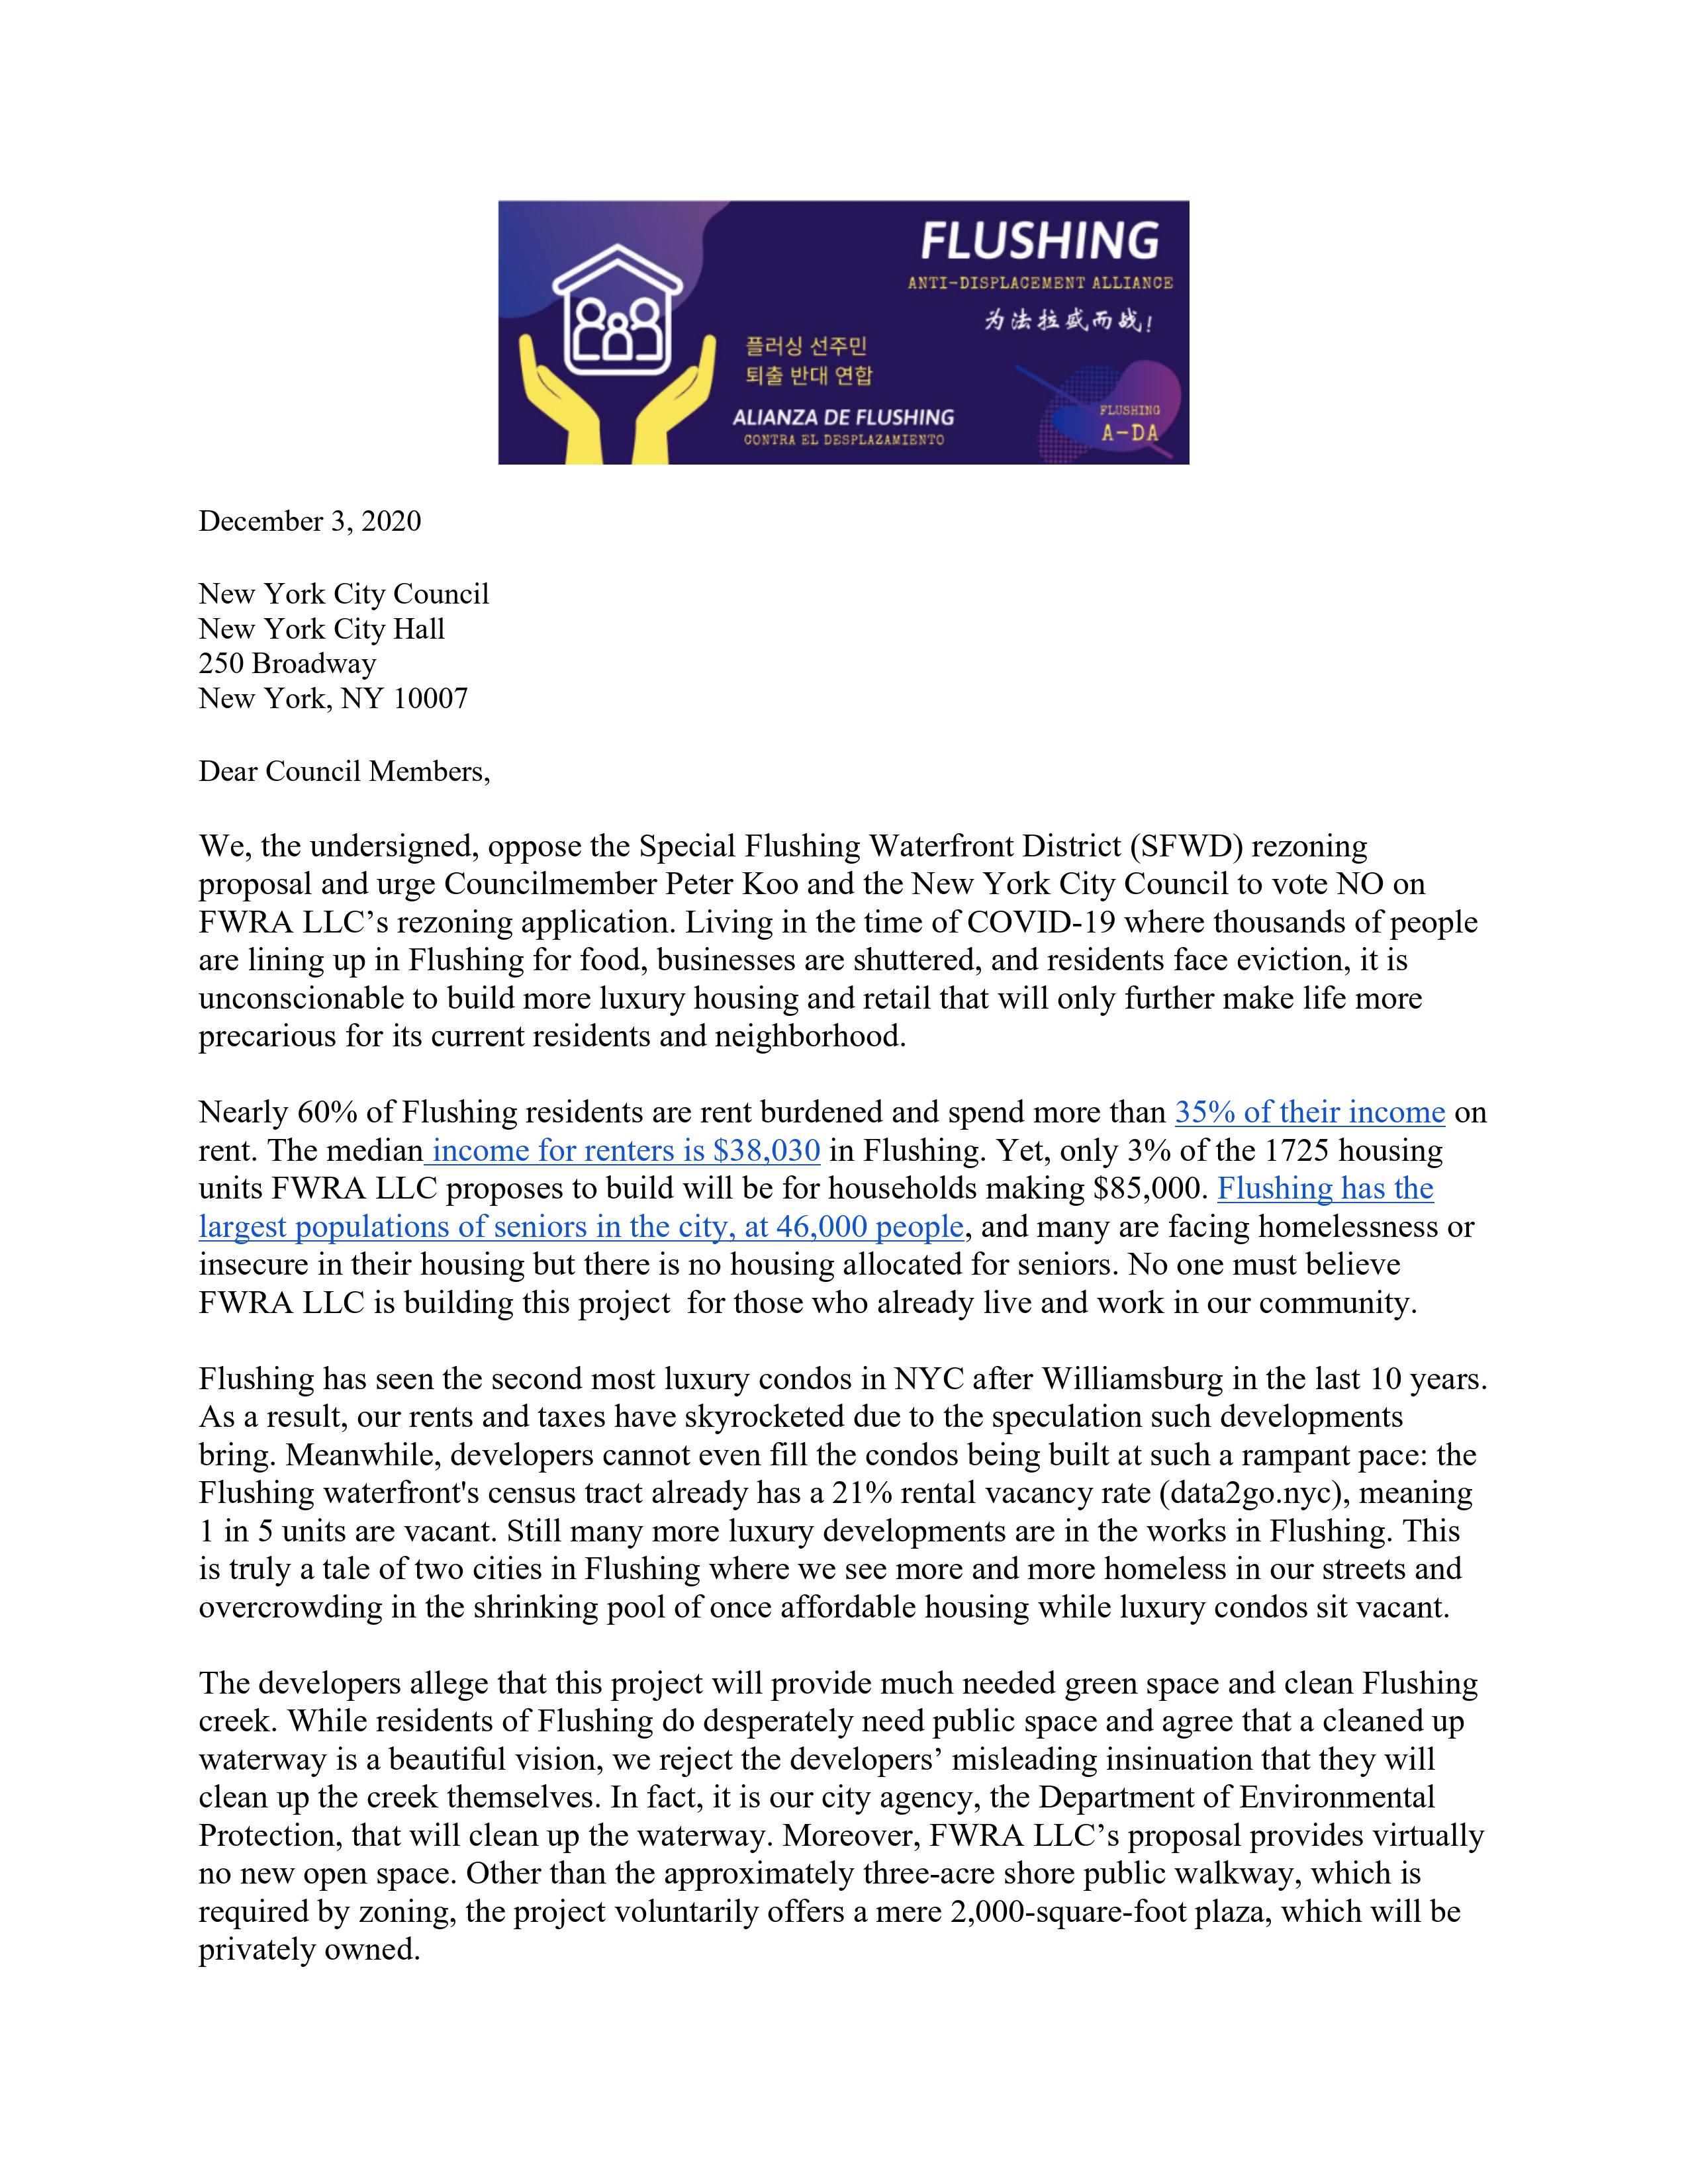 FLUSHING
ANTI-DISPLACEMENT ALLIANCE
为法拉盛而战!
플러싱 선주민
퇴출 반대 연합
ALIANZA DE FLUSHING
CONTRA EL DESPLAZAMIENTO
FLUSHING
A-DA
December 3, 2020
New York City Council
New York City Hall
250 Broadway
New York, NY 10007
Dear Council Members,
We, the undersigned, oppose the Special Flushing Waterfront District (SFWD) rezoning
proposal and urge Councilmember Peter Koo and the New York City Council to vote NO on
FWRA LLC’s rezoning application. Living in the time of COVID-19 where thousands of people
are lining up in Flushing for food, businesses are shuttered, and residents face eviction, it is
unconscionable to build more luxury housing and retail that will only further make life more
precarious for its current residents and neighborhood.
Nearly 60% of Flushing residents are rent burdened and spend more than 35% of their income on
rent. The median income for renters is $38,030 in Flushing. Yet, only 3% of the 1725 housing
units FWRA LLC proposes to build will be for households making $85,000. Flushing has the
largest populations of seniors in the city, at 46,000 people, and many are facing homelessness or
insecure in their housing but there is no housing allocated for seniors. No one must believe
FWRA LLC is building this project  for those who already live and work in our community.
Flushing has seen the second most luxury condos in NYC after Williamsburg in the last 10 years.
As a result, our rents and taxes have skyrocketed due to the speculation such developments
bring. Meanwhile, developers cannot even fill the condos being built at such a rampant pace: the
Flushing waterfront's census tract already has a 21% rental vacancy rate (data2go.nyc), meaning
1 in 5 units are vacant. Still many more luxury developments are in the works in Flushing. This
is truly a tale of two cities in Flushing where we see more and more homeless in our streets and
overcrowding in the shrinking pool of once affordable housing while luxury condos sit vacant.
The developers allege that this project will provide much needed green space and clean Flushing
creek. While residents of Flushing do desperately need public space and agree that a cleaned up
waterway is a beautiful vision, we reject the developers’ misleading insinuation that they will
clean up the creek themselves. In fact, it is our city agency, the Department of Environmental
Protection, that will clean up the waterway. Moreover, FWRA LLC’s proposal provides virtually
no new open space. Other than the approximately three-acre shore public walkway, which is
required by zoning, the project voluntarily offers a mere 2,000-square-foot plaza, which will be
privately owned.